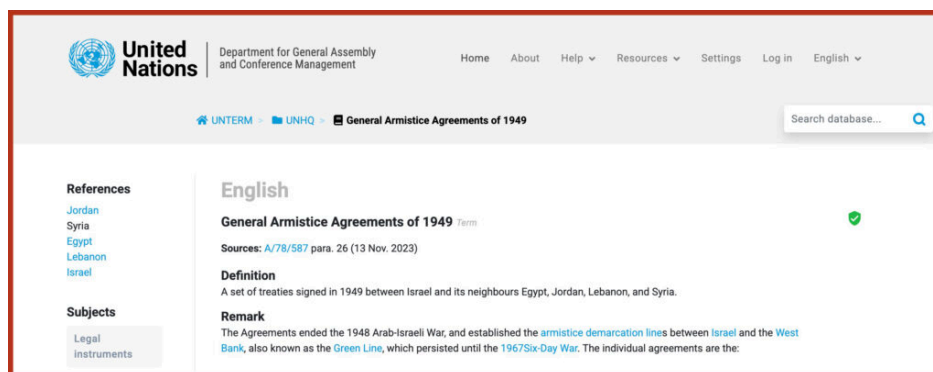 United
Nations
Department for General Assembly
and Conference Management
Home About Help Resources Settings Log in English
UNTERM > UNHQ > General Armistice Agreements of 1949
Search database...
References
Jordan
Syria
Egypt
Lebanon
Israel
Subjects
Legal
instruments
English
General Armistice Agreements of 1949 Term
Sources: A/78/587 para. 26 (13 Nov. 2023)
Definition
A set of treaties signed in 1949 between Israel and its neighbours Egypt, Jordan, Lebanon, and Syria.
Remark
The Agreements ended the 1948 Arab-Israeli War, and established the armistice demarcation lines between Israel and the West
Bank, also known as the Green Line, which persisted until the 1967Six-Day War. The individual agreements are the: